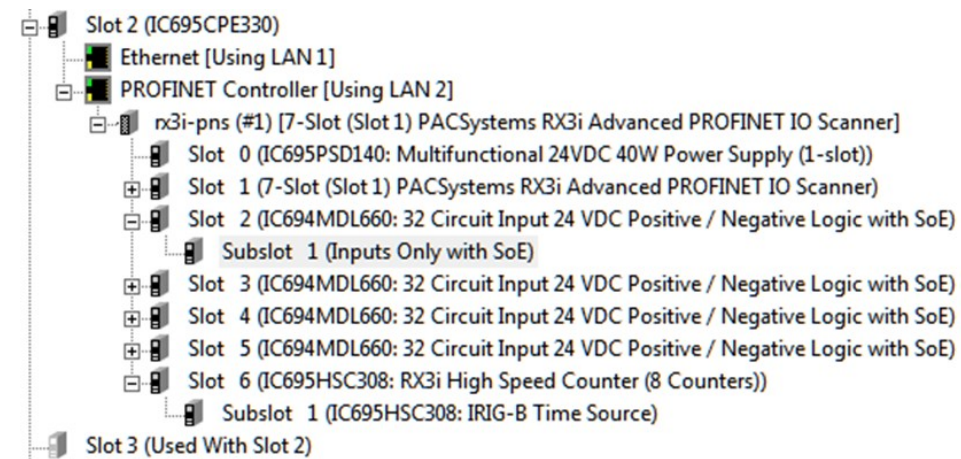 Slot 2 (IC695CPE330)
Ethernet [Using LAN 1]
PROFINET Controller [Using LAN 2]
rx3i-pns (#1) [7-Slot (Slot 1) PACSystems RX3i Advanced PROFINET IO Scanner]
Slot 0 (IC695PSD140: Multifunctional 24VDC 40W Power Supply (1-slot))
Slot 1 (7-Slot (Slot 1) PACSystems RX3i Advanced PROFINET IO Scanner)
Slot 2 (IC694MDL660: 32 Circuit Input 24 VDC Positive / Negative Logic with SoE)
Subslot 1 (Inputs Only with SoE)
Slot 3 (IC694MDL660: 32 Circuit Input 24 VDC Positive / Negative Logic with SoE)
Slot 4 (IC694MDL660: 32 Circuit Input 24 VDC Positive / Negative Logic with SoE)
Slot 5 (IC694MDL660: 32 Circuit Input 24 VDC Positive / Negative Logic with SoE)
Slot 6 (IC695HSC308: RX3i High Speed Counter (8 Counters))
Subslot 1 (IC695HSC308: IRIG-B Time Source)
Slot 3 (Used With Slot 2)